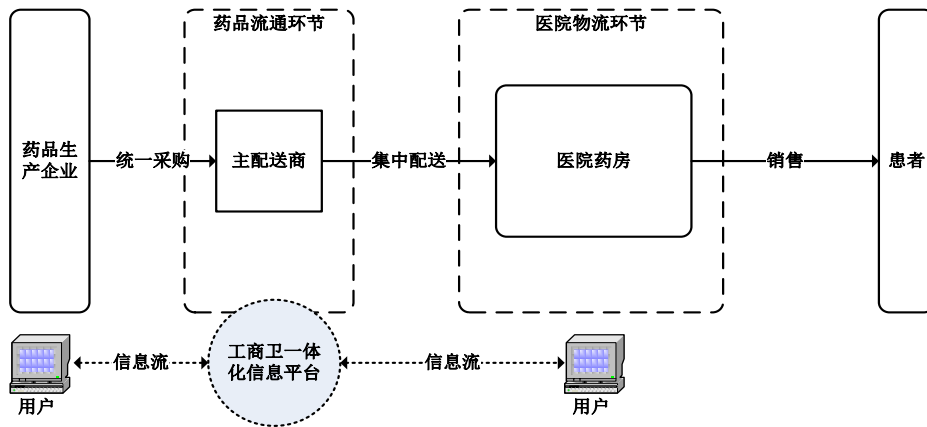 药品流通环节
医院物流环节
药品生
产企业
统一采购
主配送商
集中配送
医院药房
销售
患者
信息流
工商卫一体
化信息平台
信息流
用户
用户